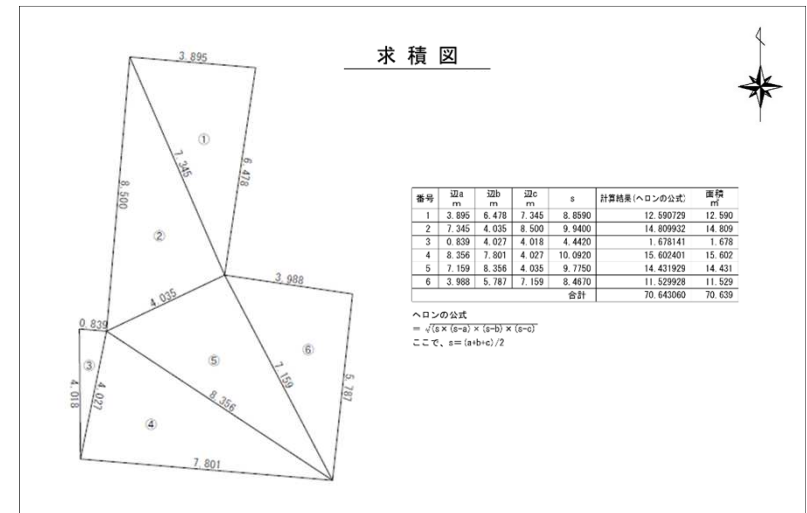 求積図
3.895
①
7.345
6.478
8.500
②
3.988
4.035
0.839
⑥
⑤
③
7.159
5.787
4.018
4.027
8.356
④
7.801
番号 辺a m 辺b m 辺c m s 計算結果(ヘロンの公式) 面積 ㎡
1 3.895 6.478 7.345 8.8590 12.590729 12.590
2 7.345 4.035 8.500 9.9400 14.809932 14.809
3 0.839 4.027 4.018 4.4420 1.678141 1.678
4 8.356 7.801 4.027 10.0920 15.602401 15.602
5 7.159 8.356 4.035 9.7750 14.431929 14.431
6 3.988 5.787 7.159 8.4670 11.529928 11.529
合計 70.643060 70.639
ヘロンの公式
= √(s×(s-a)×(s-b)×(s-c)
ここで、s=(a+b+c)/2